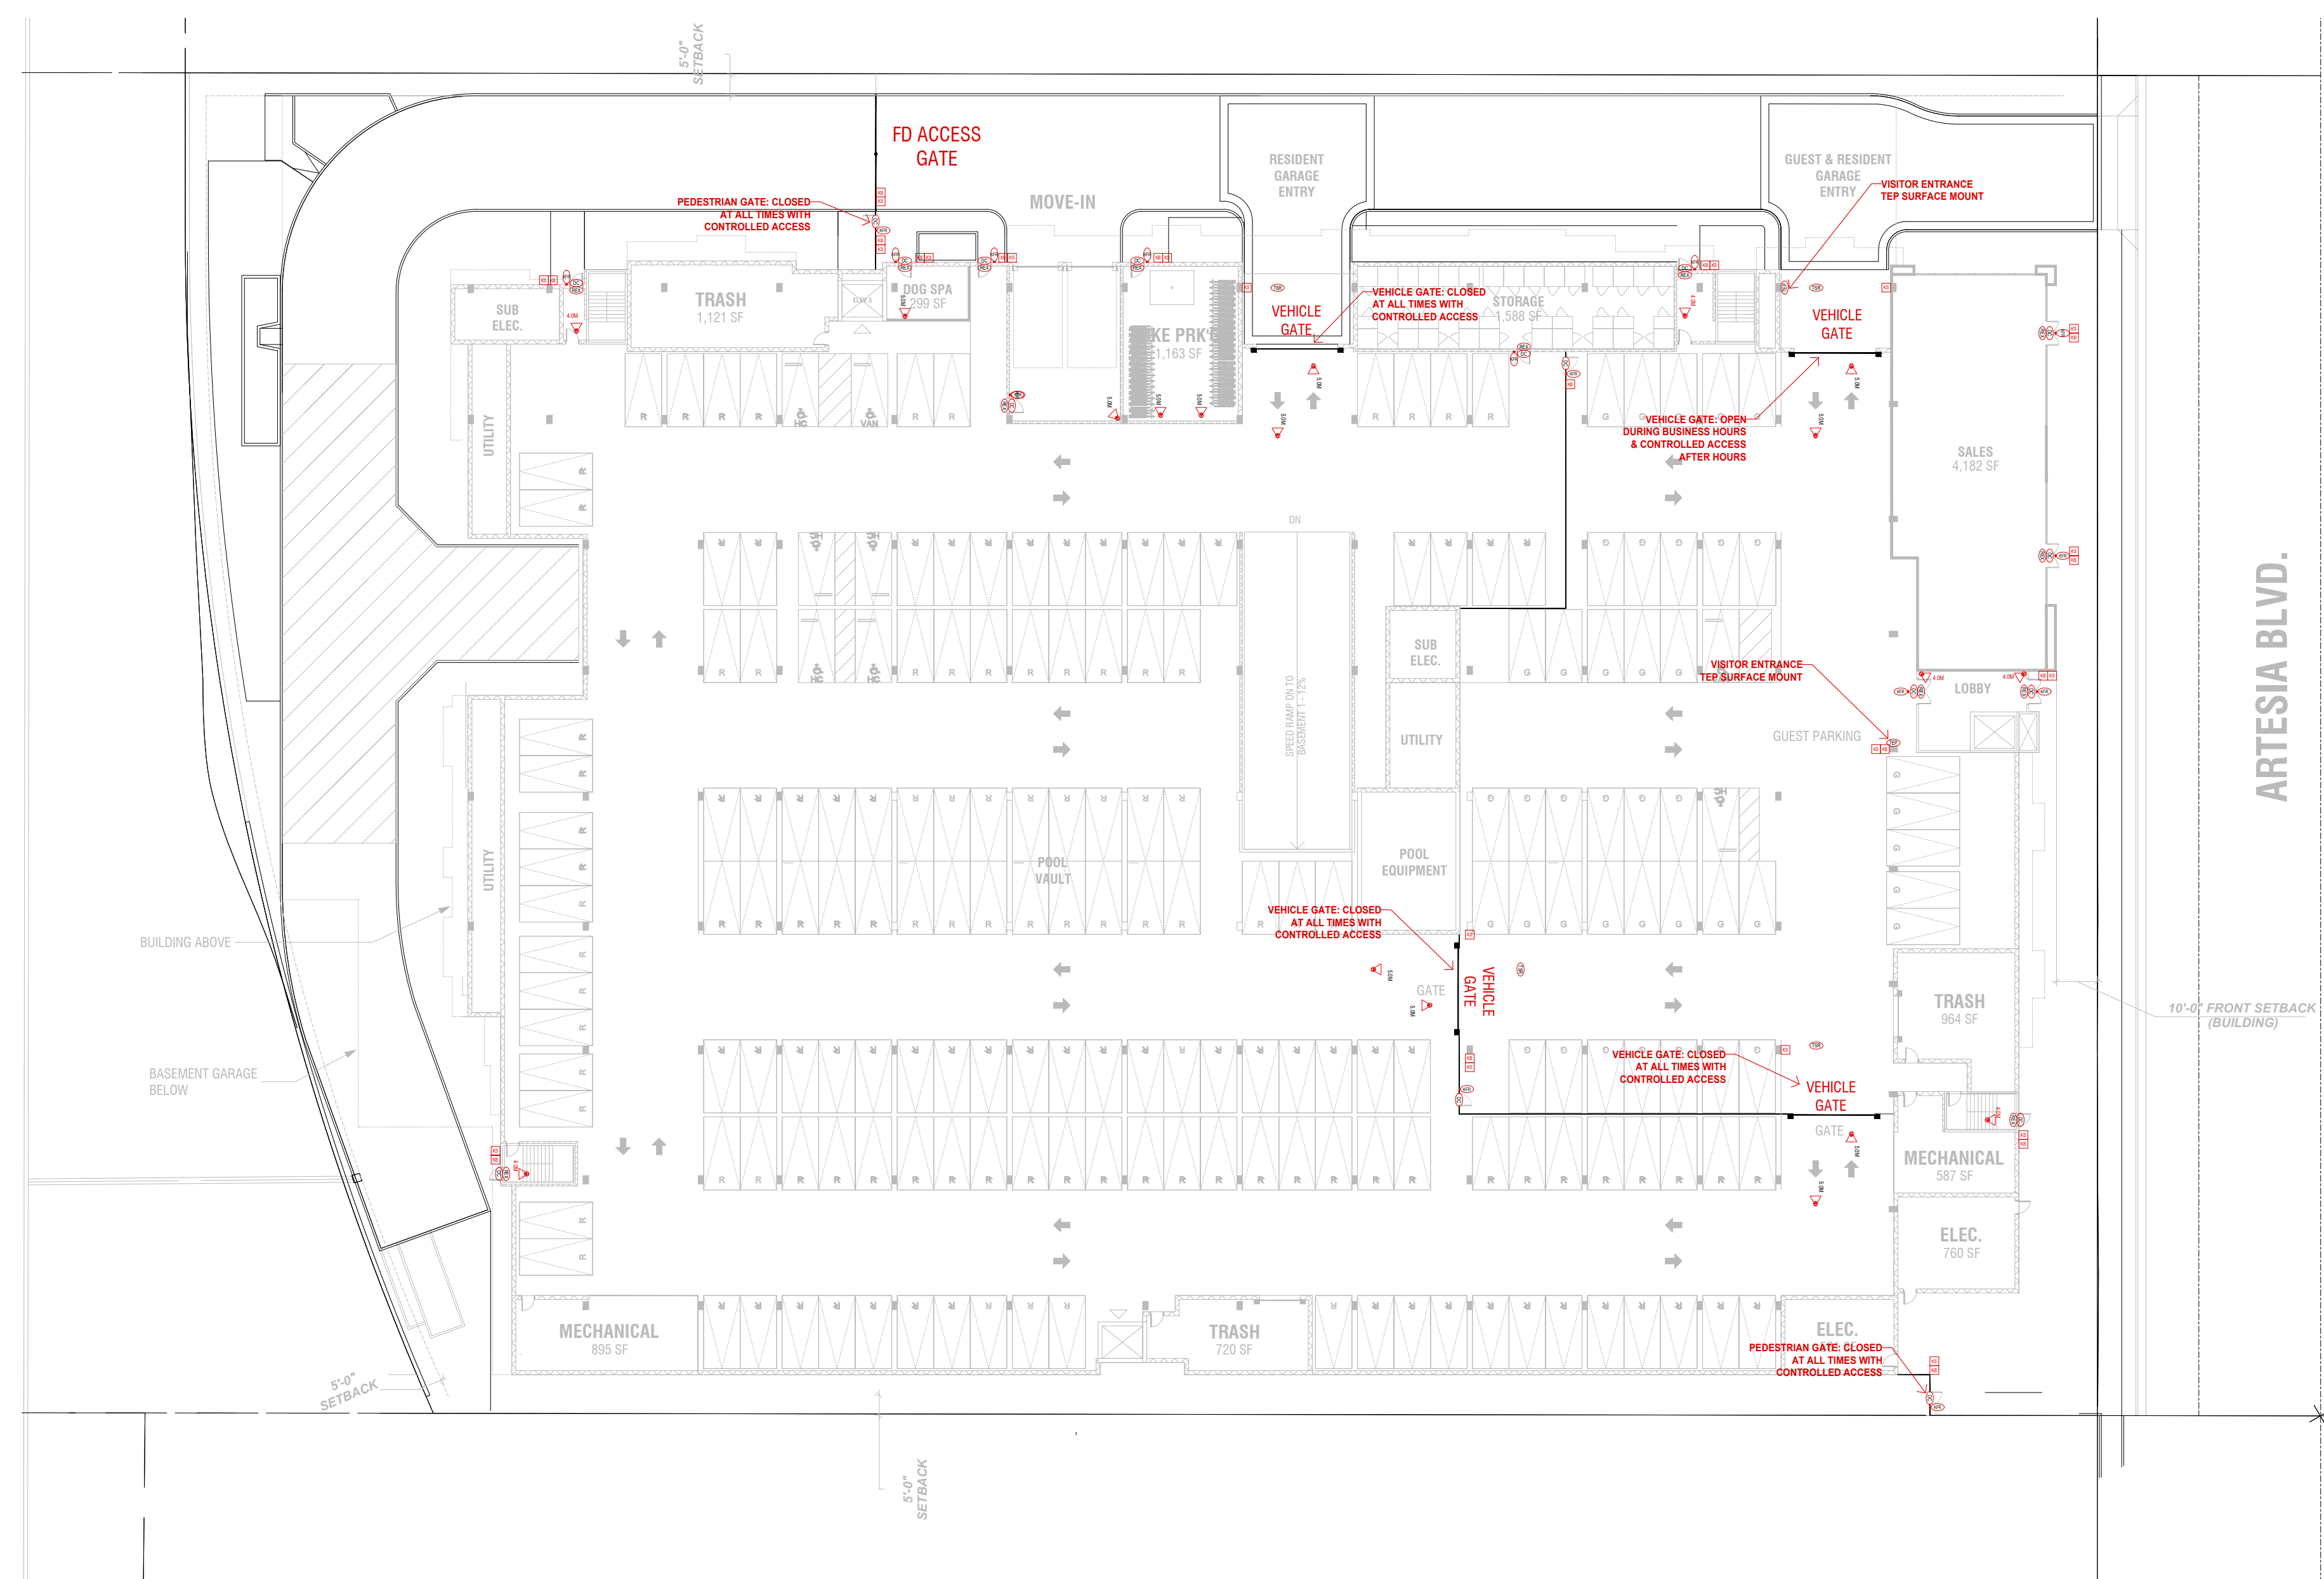 5'-0"
SETBACK
FD ACCESS
GATE
MOVE-IN
RESIDENT
GARAGE
ENTRY
GUEST & RESIDENT
GARAGE
ENTRY
VISITOR ENTRANCE
TEP SURFACE MOUNT
PEDESTRIAN GATE: CLOSED
AT ALL TIMES WITH
CONTROLLED ACCESS
SUB
ELEC.
TRASH
1,121 SF
ELEV 3
DOG SPA
299 SF
KE PRK'G
1,163 SF
VEHICLE
GATE
VEHICLE GATE: CLOSED
AT ALL TIMES WITH
CONTROLLED ACCESS
STORAGE
1,588 SF
VEHICLE
GATE
VEHICLE GATE: OPEN
DURING BUSINESS HOURS
& CONTROLLED ACCESS
AFTER HOURS
SALES
4,182 SF
UTILITY
HC
VAN
DN
SPEED RAMP DN TO
BASEMENT 1 - 12%
SUB
ELEC.
UTILITY
VISITOR ENTRANCE
TEP SURFACE MOUNT
LOBBY
GUEST PARKING
ARTESIA BLVD.
UTILITY
POOL
VAULT
POOL
EQUIPMENT
BUILDING ABOVE
VEHICLE GATE: CLOSED
AT ALL TIMES WITH
CONTROLLED ACCESS
VEHICLE
GATE
GATE
TRASH
964 SF
10'-0" FRONT SETBACK
(BUILDING)
BASEMENT GARAGE
BELOW
VEHICLE GATE: CLOSED
AT ALL TIMES WITH
CONTROLLED ACCESS
VEHICLE
GATE
GATE
MECHANICAL
587 SF
ELEC.
760 SF
MECHANICAL
895 SF
TRASH
720 SF
ELEC.
PEDESTRIAN GATE: CLOSED
AT ALL TIMES WITH
CONTROLLED ACCESS
5'-0"
SETBACK
5'-0"
SETBACK